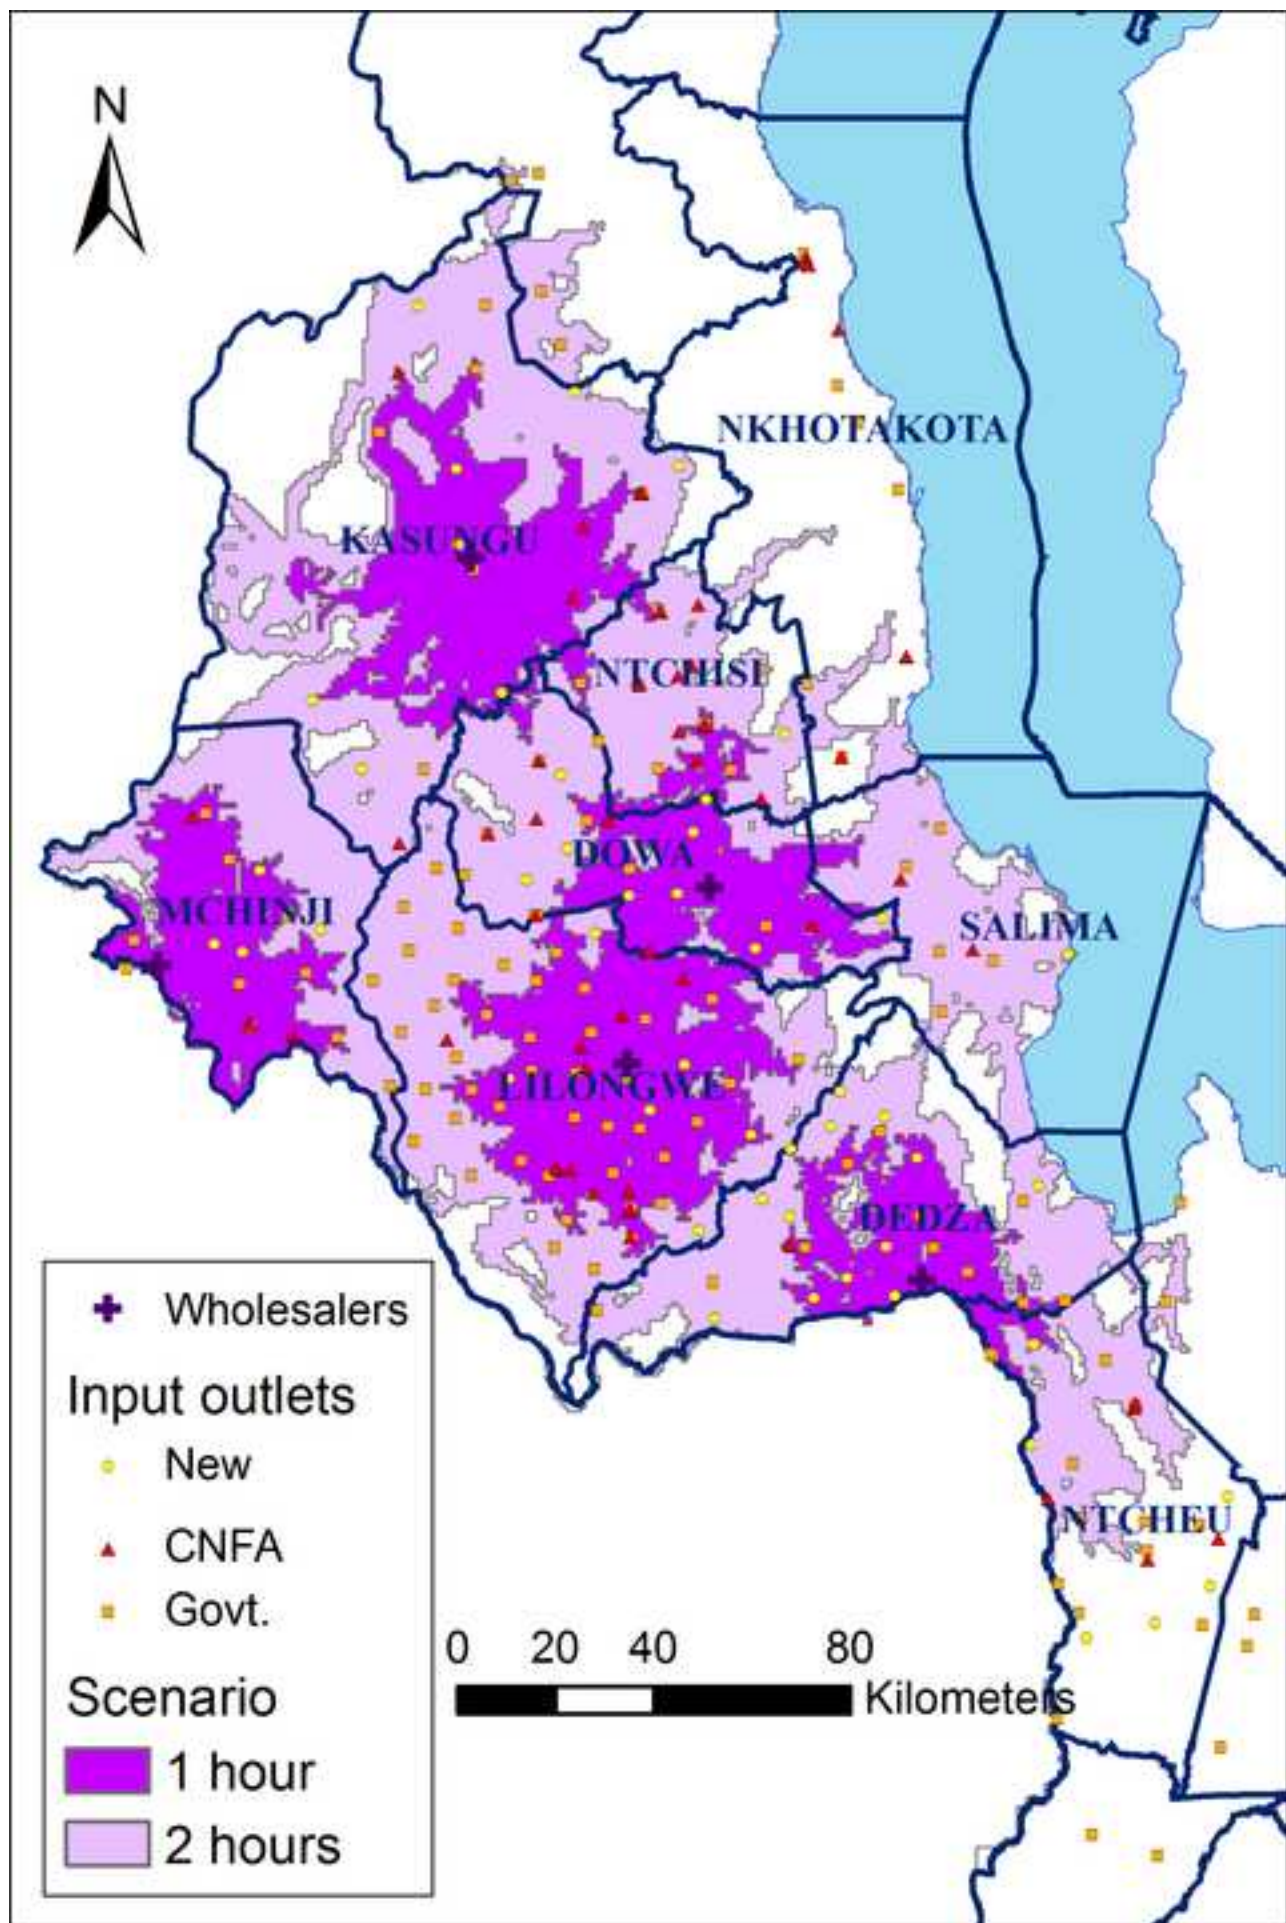 N
NKHOTAKOTA
KASUNGU
NTCHISI
DOWA
MCHINJI
SALIMA
LILONGWE
DEDZA
NTCHEU
Wholesalers
Input outlets
New
CNFA
Govt.
Scenario
1 hour
2 hours
0 20 40 80
Kilometers